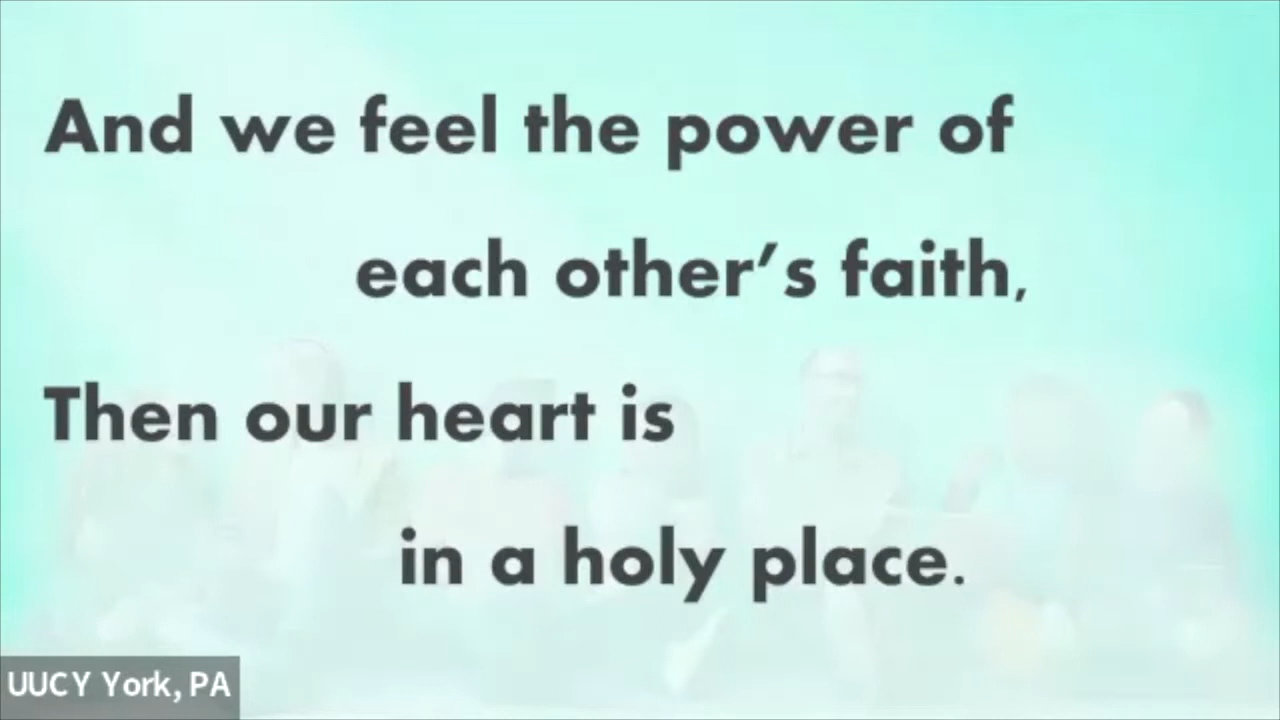 And we feel the power of
each other’s faith,
Then our heart is
in a holy place.
UUCY York, PA